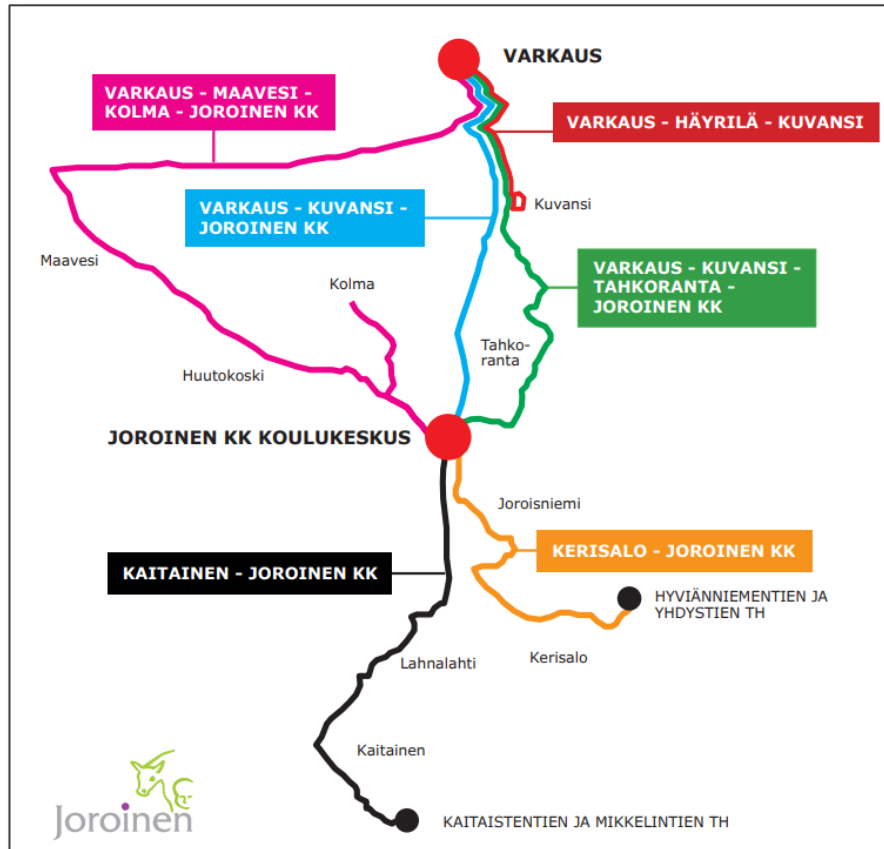 VARKAUS
VARKAUS - MAAVESI -
KOLMA - JOROINEN KK
VARKAUS - HÄYRILÄ - KUVANSI
VARKAUS - KUVANSI -
JOROINEN KK
Kuvansi
Maavesi
VARKAUS - KUVANSI -
TAHKORANTA -
JOROINEN KK
Kolma
Tahko-
ranta
Huutokoski
JOROINEN KK KOULUKESKUS
Joroisniemi
KERISALO - JOROINEN KK
KAITAINEN - JOROINEN KK
HYVIÄNNIEMENTIEN JA
YHDYSTIEN TH
Kerisalo
Lahnalahti
Kaitainen
Joroinen
KAITAISTENTIEN JA MIKKELINTIEN TH